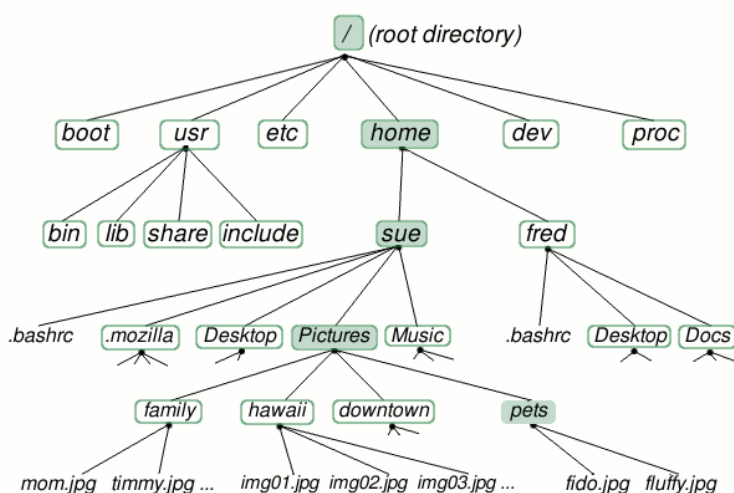 / (root directory)
boot usr etc home dev proc
bin lib share include sue fred
.bashrc .mozilla Desktop Pictures Music .bashrc Desktop Docs
family hawaii downtown pets
mom.jpg timmy.jpg ... img01.jpg img02.jpg img03.jpg ... fido.jpg fluffy.jpg